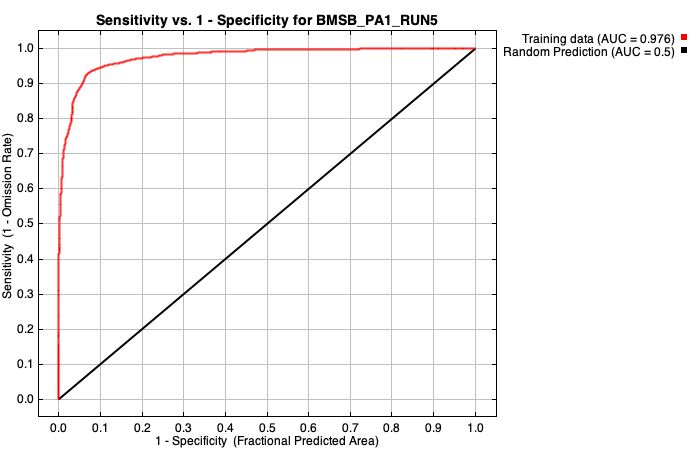 Sensitivity vs. 1 - Specificity for BMSB_PA1_RUN5
Training data (AUC = 0.976)
Random Prediction (AUC = 0.5)
Sensitivity (1 - Omission Rate)
1.0
0.9
0.8
0.7
0.6
0.5
0.4
0.3
0.2
0.1
0.0
0.0 0.1 0.2 0.3 0.4 0.5 0.6 0.7 0.8 0.9 1.0
1 - Specificity (Fractional Predicted Area)